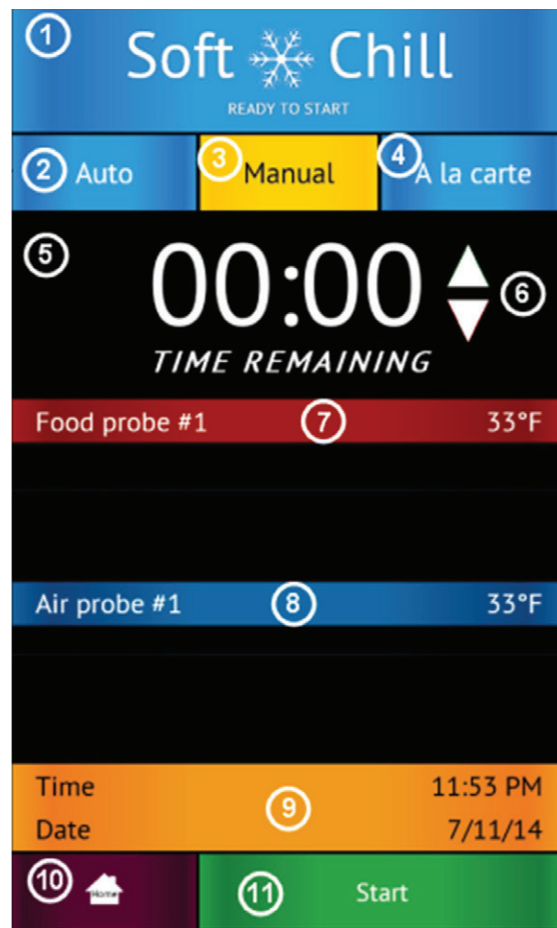 1
Soft Chill
READY TO START
2 Auto 3 Manual 4 A la carte
5 00:00 6
TIME REMAINING
Food probe #1 7 33°F
Air probe #1 8 33°F
Time 11:53 PM
9
Date 7/11/14
10 Home 11 Start